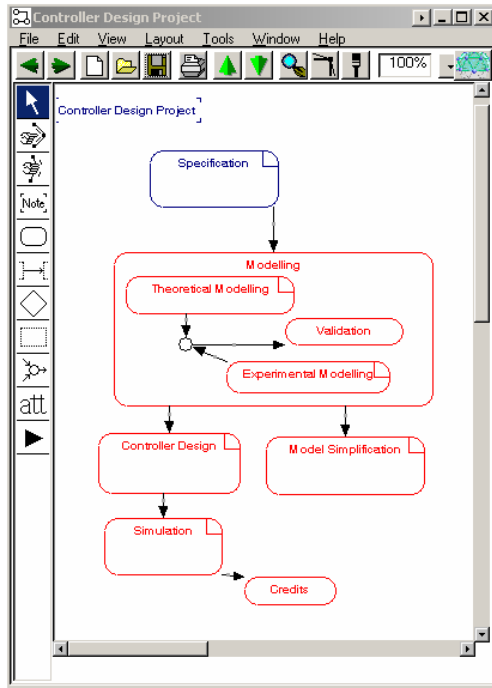 Controller Design Project
File Edit View Layout Tools Window Help
100%
Controller Design Project
[Note]
att
Specification
Modelling
Theoretical Modelling
Validation
Experimental Modelling
Controller Design
Model Simplification
Simulation
Credits